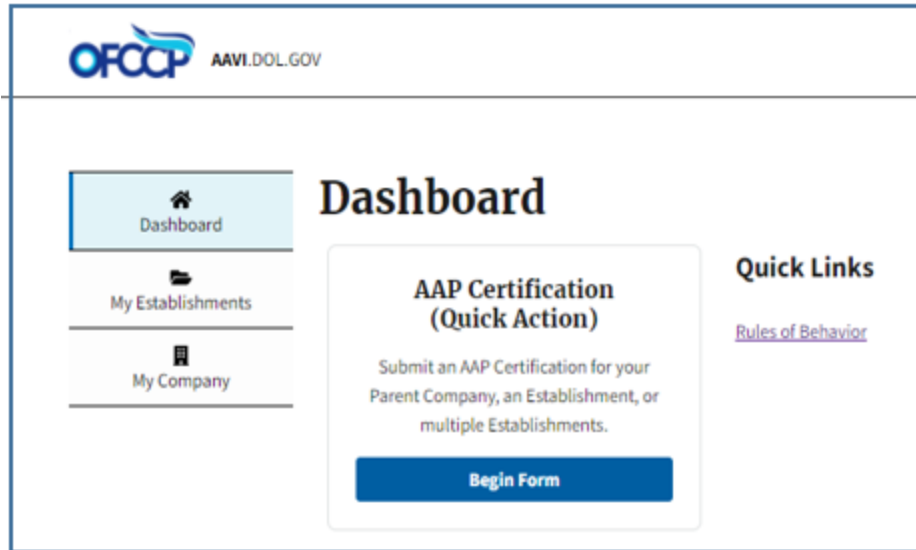 OFCCP AAVI.DOL.GOV
Dashboard
My Establishments
My Company
Dashboard
AAP Certification
(Quick Action)
Submit an AAP Certification for your
Parent Company, an Establishment, or
multiple Establishments.
Begin Form
Quick Links
Rules of Behavior